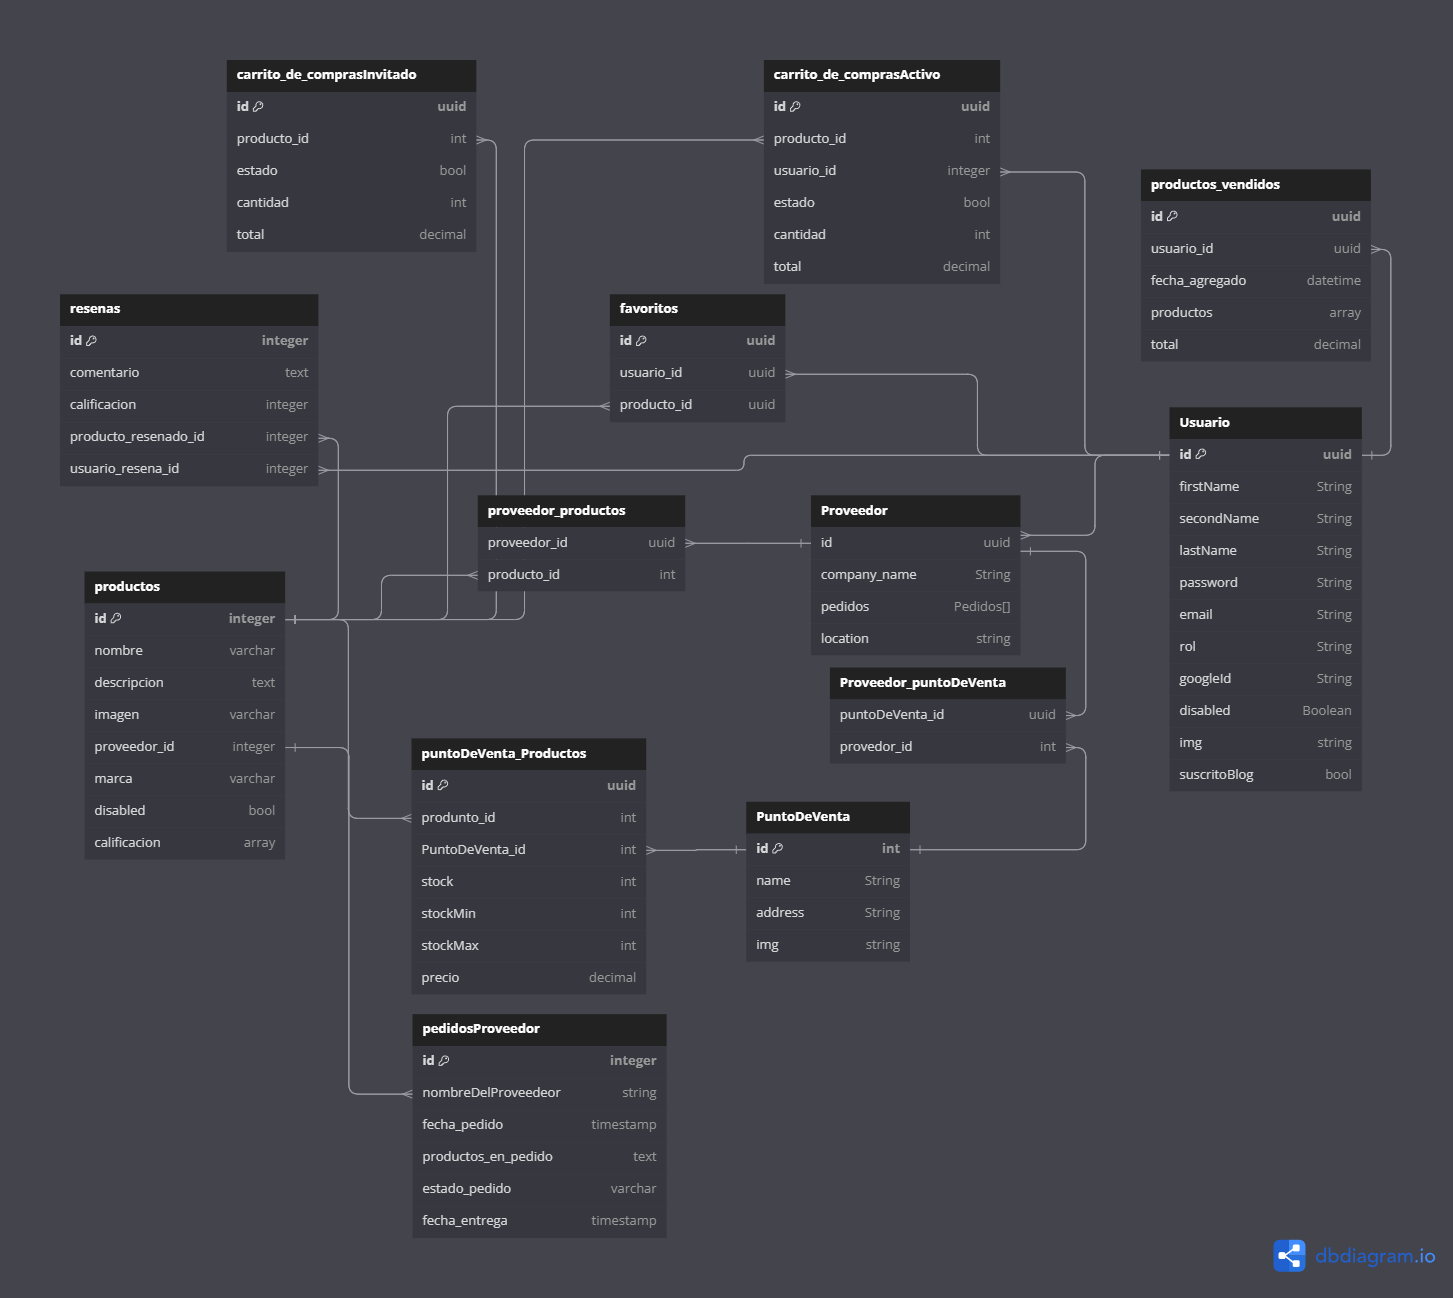 carrito_de_comprasInvitado
id uuid
producto_id int
estado bool
cantidad int
total decimal
carrito_de_comprasActivo
id uuid
producto_id int
usuario_id integer
estado bool
cantidad int
total decimal
productos_vendidos
id uuid
usuario_id uuid
fecha_agregado datetime
productos array
total decimal
resenas
id integer
comentario text
calificacion integer
producto_resenado_id integer
usuario_resena_id integer
favoritos
id uuid
usuario_id uuid
producto_id uuid
Usuario
id uuid
firstName String
secondName String
lastName String
password String
email String
rol String
googleId String
disabled Boolean
img string
suscritoBlog bool
proveedor_productos
proveedor_id uuid
producto_id int
Proveedor
id uuid
company_name String
pedidos Pedidos[]
location string
productos
id integer
nombre varchar
descripcion text
imagen varchar
proveedor_id integer
marca varchar
disabled bool
calificacion array
Proveedor_puntoDeVenta
puntoDeVenta_id uuid
provedor_id int
puntoDeVenta_Productos
id uuid
produnto_id int
PuntoDeVenta_id int
stock int
stockMin int
stockMax int
precio decimal
PuntoDeVenta
id int
name String
address String
img string
pedidosProveedor
id integer
nombreDelProveedeor string
fecha_pedido timestamp
productos_en_pedido text
estado_pedido varchar
fecha_entrega timestamp
dbdiagram.io